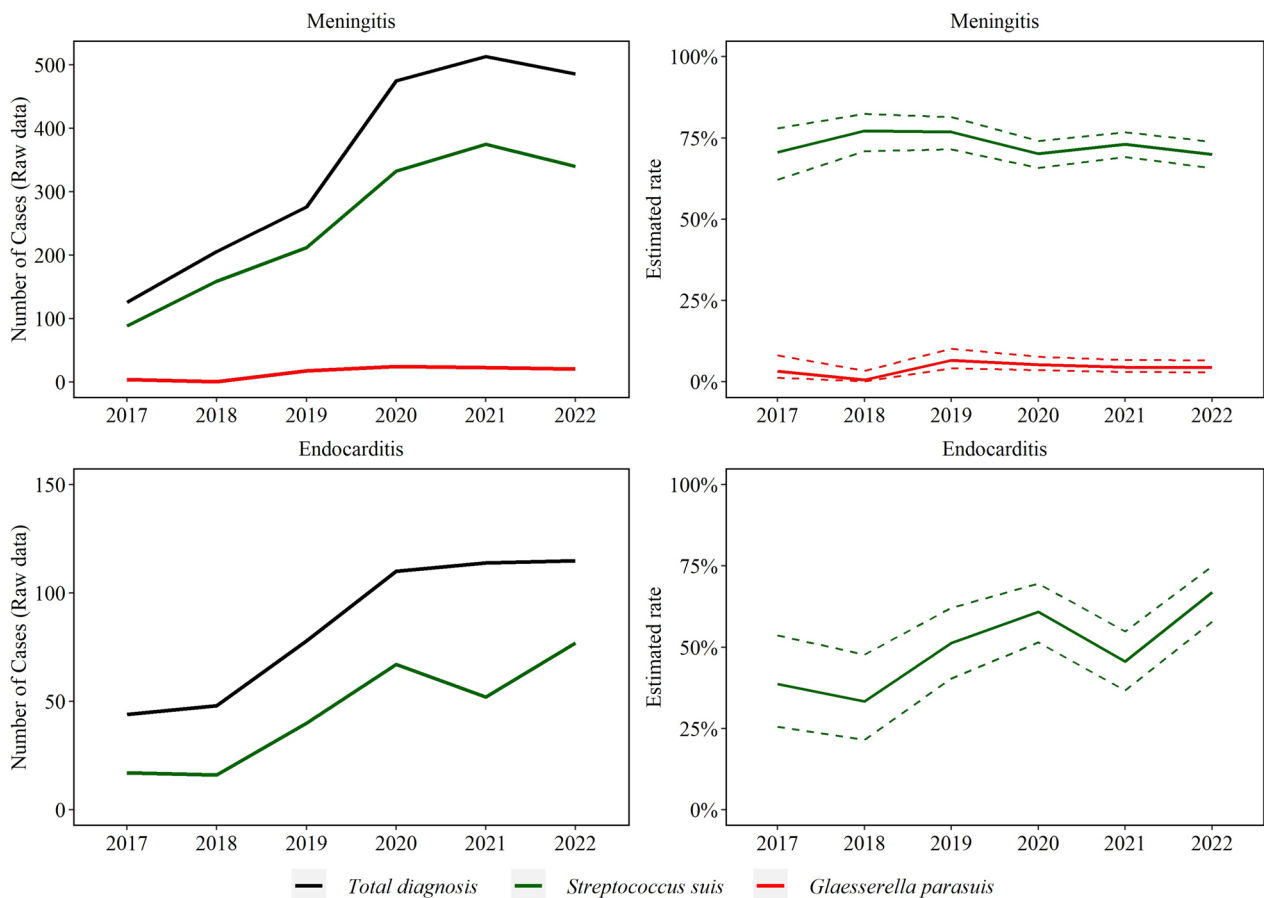 Meningitis
Number of Cases (Raw data)
500
400
300
200
100
0
2017 2018 2019 2020 2021 2022
Meningitis
Estimated rate
100%
75%
50%
25%
0%
2017 2018 2019 2020 2021 2022
Endocarditis
Number of Cases (Raw data)
150
100
50
0
2017 2018 2019 2020 2021 2022
Endocarditis
Estimated rate
100%
75%
50%
25%
0%
2017 2018 2019 2020 2021 2022
Total diagnosis Streptococcus suis Glaesserella parasuis